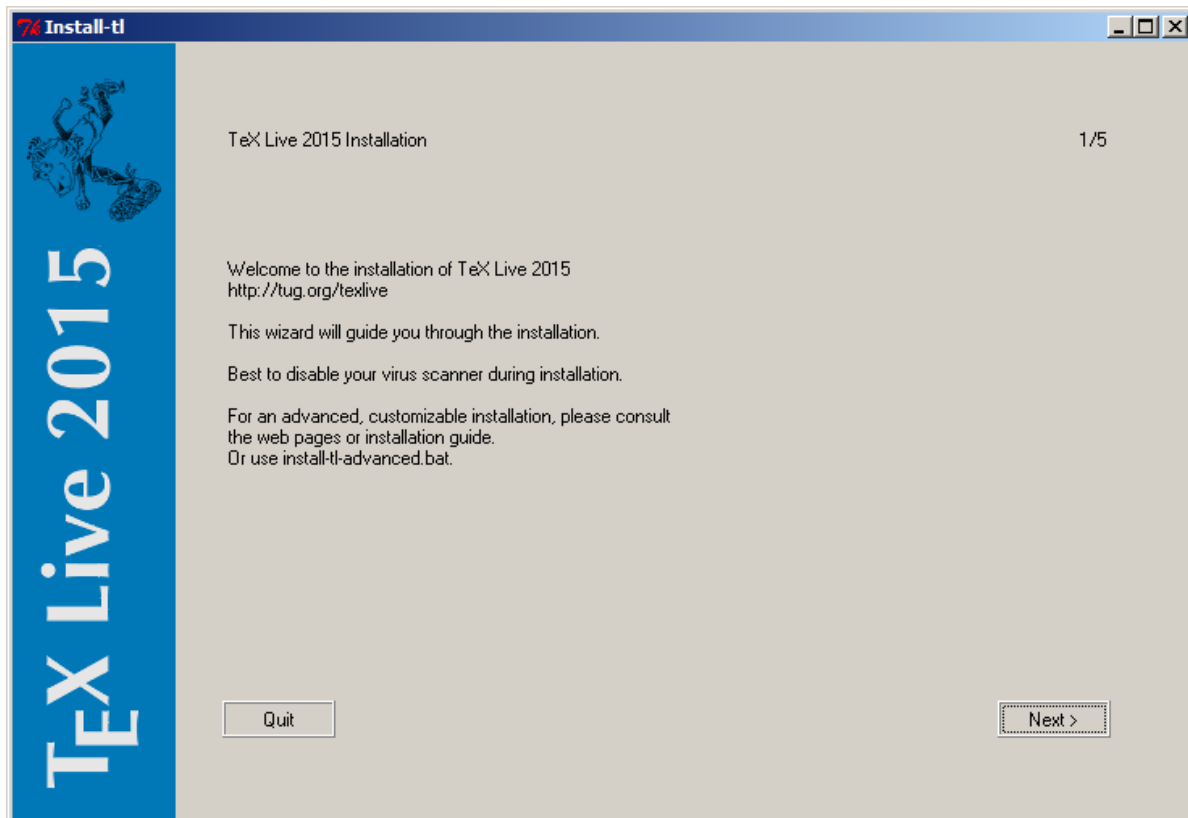 Install-tl
TeX Live 2015
TeX Live 2015 Installation 1/5
Welcome to the installation of TeX Live 2015
http://tug.org/texlive
This wizard will guide you through the installation.
Best to disable your virus scanner during installation.
For an advanced, customizable installation, please consult
the web pages or installation guide.
Or use install-tl-advanced.bat.
Quit Next >